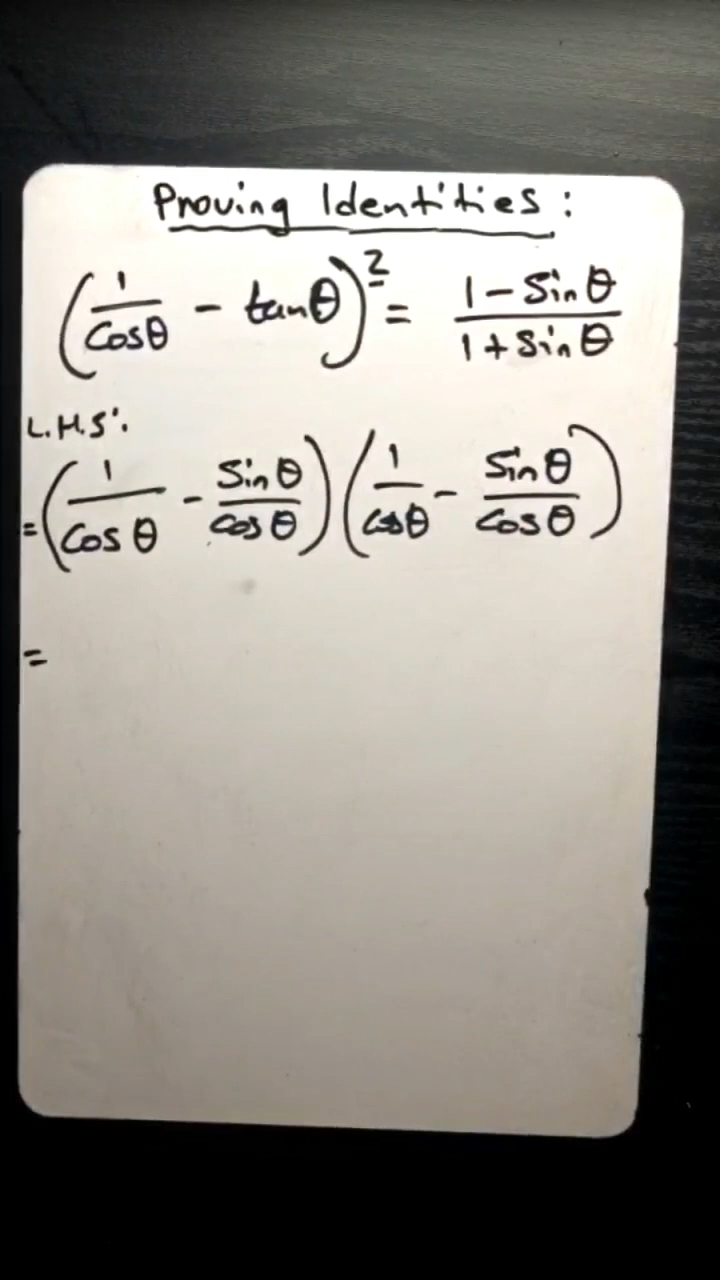 Proving Identities:
(1/Cosθ - tanθ)² = (1 - Sinθ)/(1 + Sinθ)
L.H.S:
= (1/Cosθ - Sinθ/Cosθ)(1/Cosθ - Sinθ/Cosθ)
=